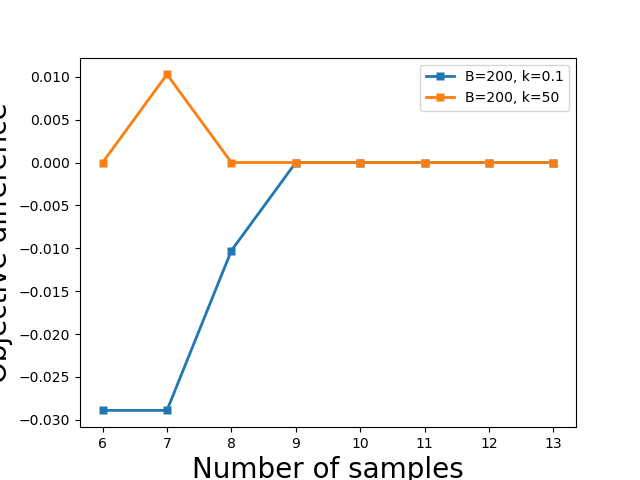 0.010
0.005
0.000
−0.005
−0.010
−0.015
−0.020
−0.025
−0.030
Objective difference
B=200, k=0.1
B=200, k=50
6 7 8 9 10 11 12 13
Number of samples